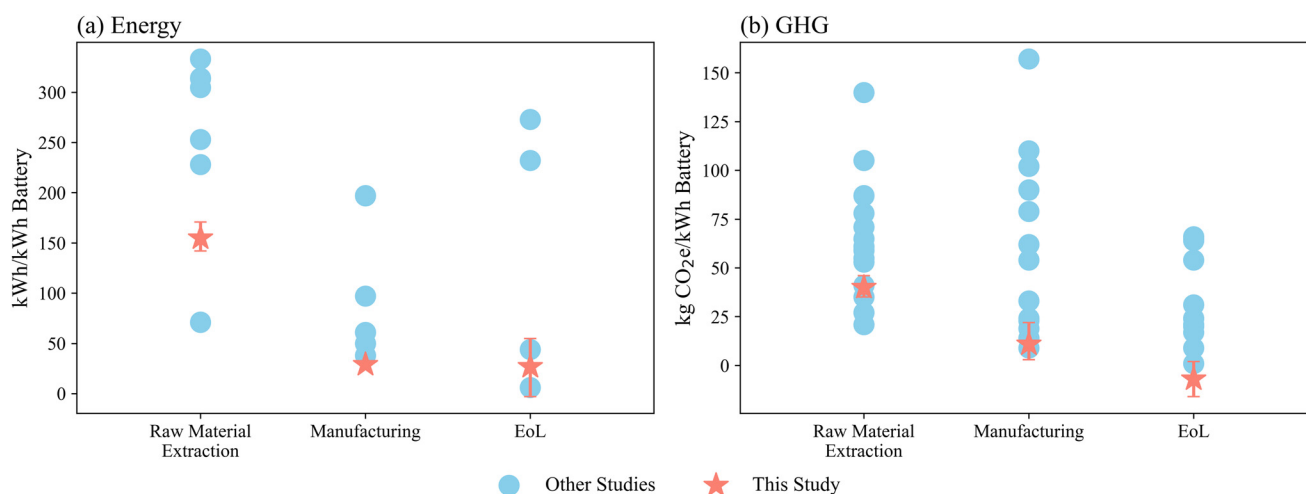 (a) Energy
kWh/kWh Battery
300
250
200
150
100
50
0
Raw Material
Extraction
Manufacturing
EoL
(b) GHG
kg CO₂e/kWh Battery
150
125
100
75
50
25
0
Raw Material
Extraction
Manufacturing
EoL
Other Studies
This Study